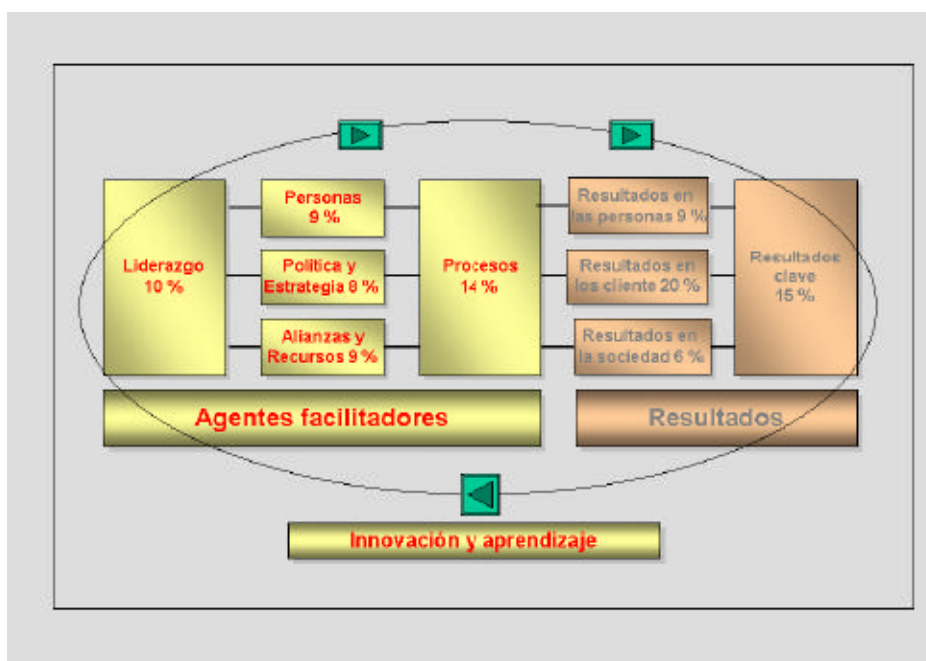 Personas
9 %
Liderazgo
10 %
Política y
Estrategia 8 %
Alianzas y
Recursos 9 %
Procesos
14 %
Resultados en
las personas 9 %
Resultados en
los cliente 20 %
Resultados en
la sociedad 6 %
Resultados
clave
15 %
Agentes facilitadores
Resultados
Innovación y aprendizaje